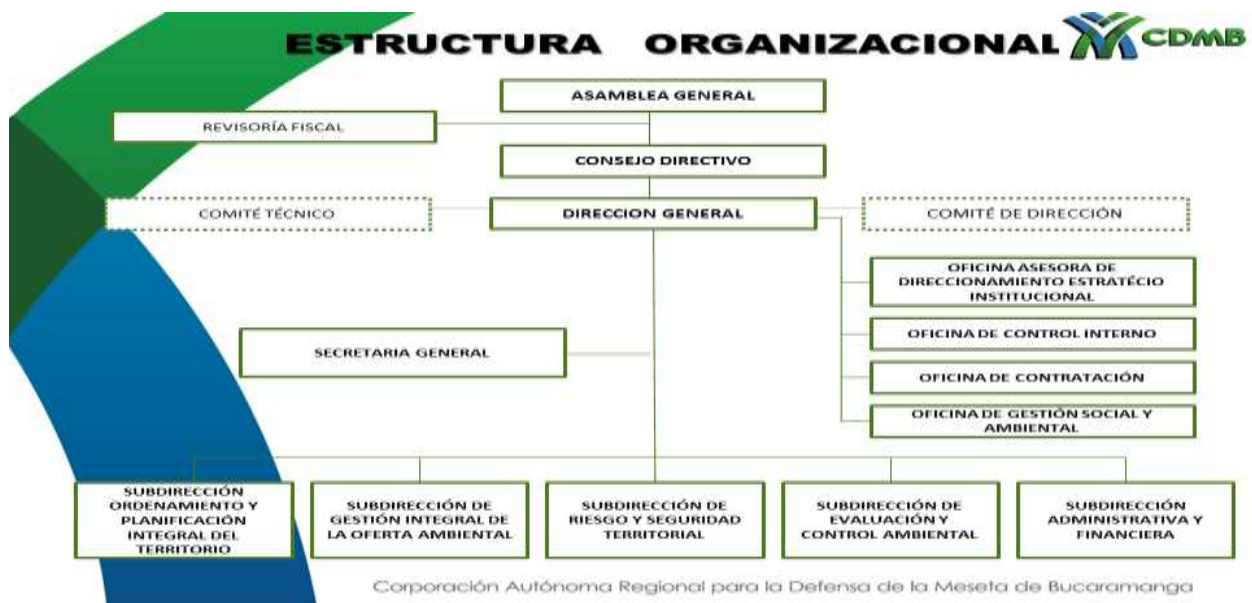 ESTRUCTURA ORGANIZACIONAL
CDMB
ASAMBLEA GENERAL
REVISORÍA FISCAL
CONSEJO DIRECTIVO
COMITÉ TÉCNICO
DIRECCION GENERAL
COMITÉ DE DIRECCIÓN
OFICINA ASESORA DE
DIRECCIONAMIENTO ESTRATÉCIO
INSTITUCIONAL
OFICINA DE CONTROL INTERNO
SECRETARIA GENERAL
OFICINA DE CONTRATACIÓN
OFICINA DE GESTIÓN SOCIAL Y
AMBIENTAL
SUBDIRECCIÓN
ORDENAMIENTO Y
PLANIFICACIÓN
INTEGRAL DEL
TERRITORIO
SUBDIRECCIÓN DE
GESTIÓN INTEGRAL DE
LA OFERTA AMBIENTAL
SUBDIRECCIÓN DE
RIESGO Y SEGURIDAD
TERRITORIAL
SUBDIRECCIÓN DE
EVALUACIÓN Y
CONTROL AMBIENTAL
SUBDIRECCIÓN
ADMINISTRATIVA Y
FINANCIERA
Corporación Autónoma Regional para la Defensa de la Meseta de Bucaramanga